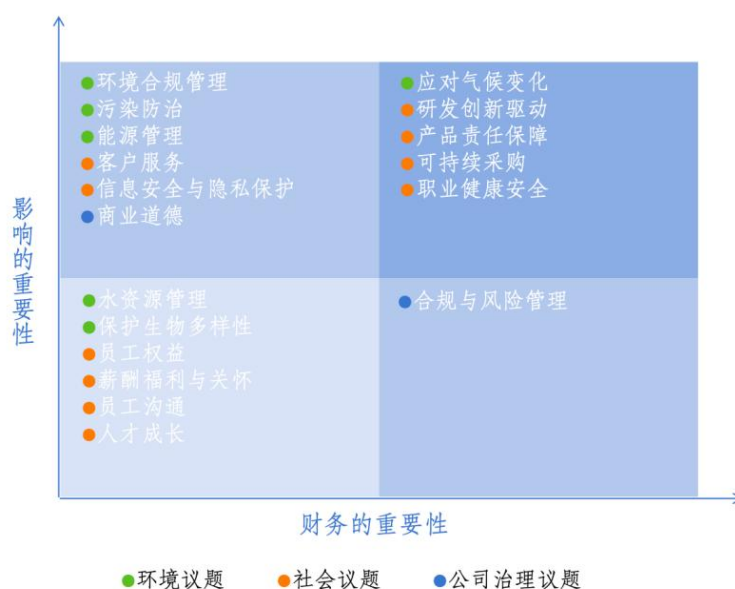 环境合规管理
污染防治
能源管理
客户服务
信息安全与隐私保护
商业道德
应对气候变化
研发创新驱动
产品责任保障
可持续采购
职业健康安全
影响的重要性
水资源管理
保护生物多样性
员工权益
薪酬福利与关怀
员工沟通
人才成长
合规与风险管理
财务的重要性
环境议题
社会议题
公司治理议题